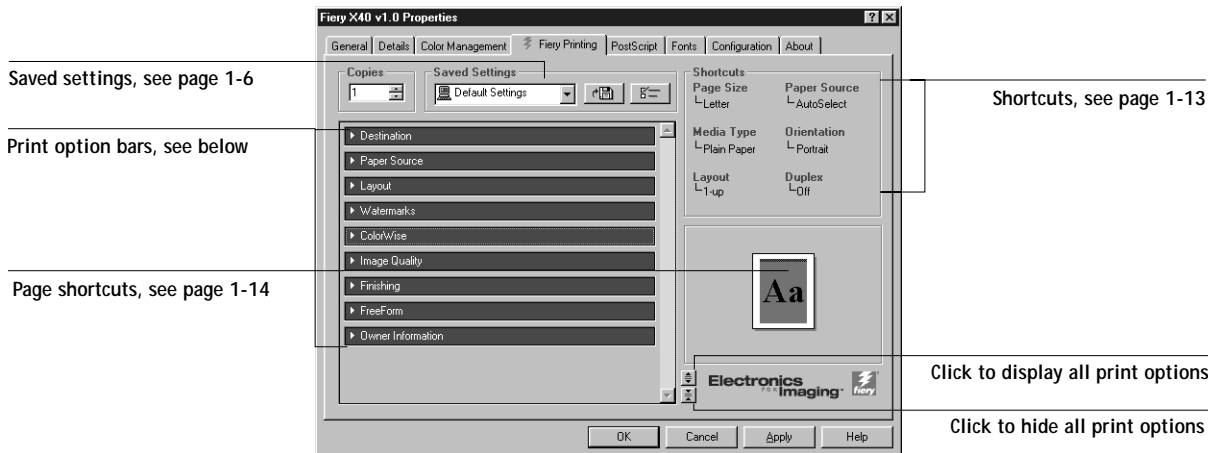 Fiery X40 v1.0 Properties
General Details Color Management Fiery Printing PostScript Fonts Configuration About
Saved settings, see page 1-6
Copies
1
Saved Settings
Default Settings
Shortcuts
Page Size
Letter
Paper Source
AutoSelect
Media Type
Plain Paper
Orientation
Portrait
Layout
1-up
Duplex
Off
Shortcuts, see page 1-13
Print option bars, see below
Destination
Paper Source
Layout
Watermarks
ColorWise
Image Quality
Finishing
FreeForm
Owner Information
Page shortcuts, see page 1-14
Aa
Electronics
FOR Imaging
fiery
Click to display all print options
Click to hide all print options
OK Cancel Apply Help